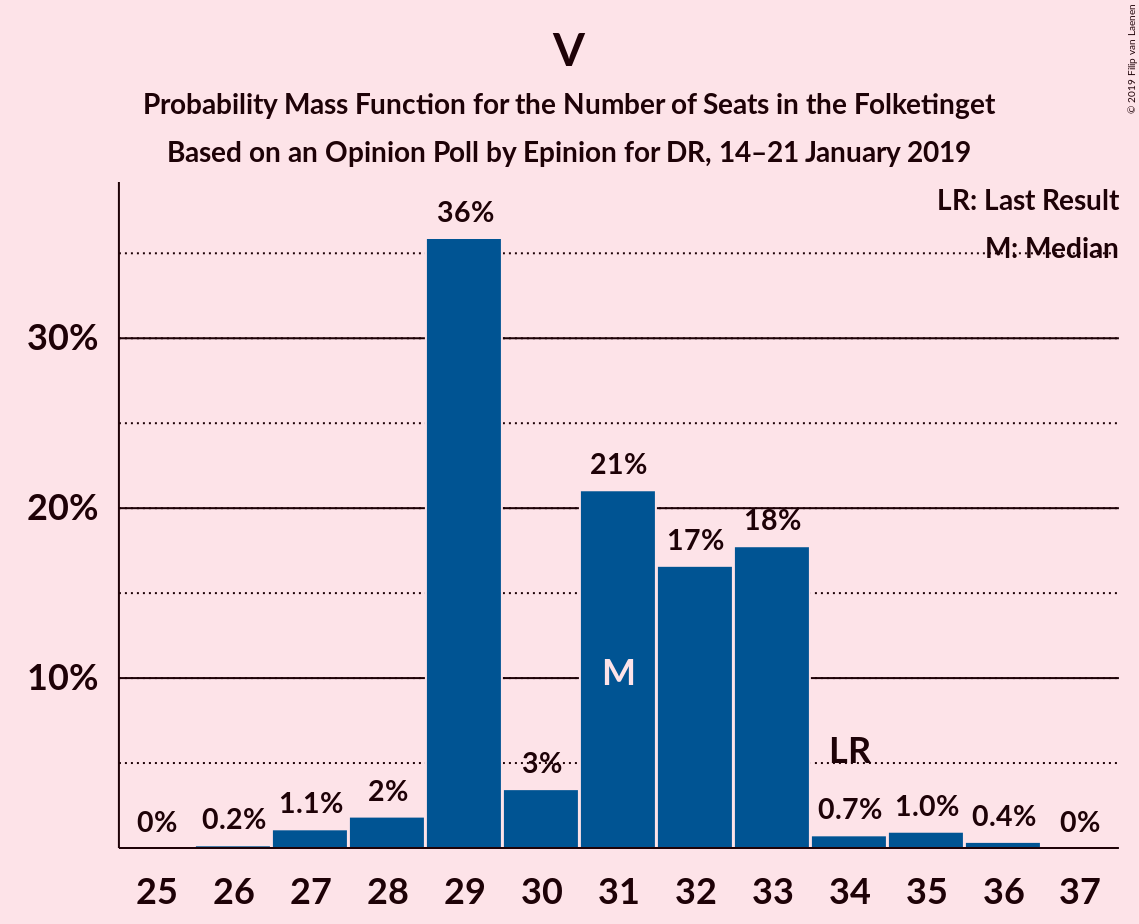 © 2019 Filip van Laenen
V
Probability Mass Function for the Number of Seats in the Folketinget
Based on an Opinion Poll by Epinion for DR, 14–21 January 2019
LR: Last Result
M: Median
30%
20%
10%
0%
0.2%
1.1%
2%
36%
3%
21%
17%
18%
0.7%
1.0%
0.4%
0%
M
LR
25 26 27 28 29 30 31 32 33 34 35 36 37